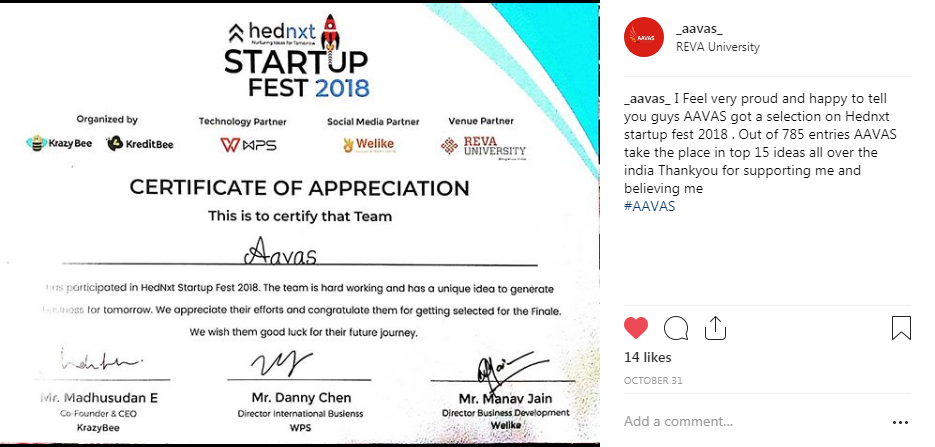 hednxt
Nurturing Ideas for Tomorrow
STARTUP
FEST 2018
Organized by
Technology Partner
Social Media Partner
Venue Partner
KrazyBee
KreditBee
WPS
Welike
REVA
UNIVERSITY
CERTIFICATE OF APPRECIATION
This is to certify that Team
Aavas
has participated in HedNxt Startup Fest 2018. The team is hard working and has a unique idea to generate
business for tomorrow. We appreciate their efforts and congratulate them for getting selected for the Finale.
We wish them good luck for their future journey.
Mr. Madhusudan E
Mr. Danny Chen
Mr. Manav Jain
Co-Founder & CEO
Director International Busienss
Director Business Development
KrazyBee
WPS
Welike
AAVAS
_aavas_
REVA University
_aavas_ I Feel very proud and happy to tell
you guys AAVAS got a selection on Hednxt
startup fest 2018 . Out of 785 entries AAVAS
take the place in top 15 ideas all over the
india Thankyou for supporting me and
believing me
#AAVAS
14 likes
OCTOBER 31
Add a comment...